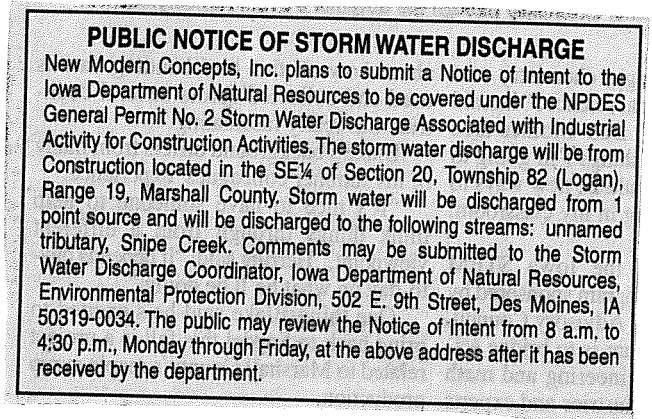 PUBLIC NOTICE OF STORM WATER DISCHARGE
New Modern Concepts, Inc. plans to submit a Notice of Intent to the
Iowa Department of Natural Resources to be covered under the NPDES
General Permit No. 2 Storm Water Discharge Associated with Industrial
Activity for Construction Activities. The storm water discharge will be from
Construction located in the SE¼ of Section 20, Township 82 (Logan),
Range 19, Marshall County. Storm water will be discharged from 1
point source and will be discharged to the following streams: unnamed
tributary, Snipe Creek. Comments may be submitted to the Storm
Water Discharge Coordinator, Iowa Department of Natural Resources,
Environmental Protection Division, 502 E. 9th Street, Des Moines, IA
50319-0034. The public may review the Notice of Intent from 8 a.m. to
4:30 p.m., Monday through Friday, at the above address after it has been
received by the department.